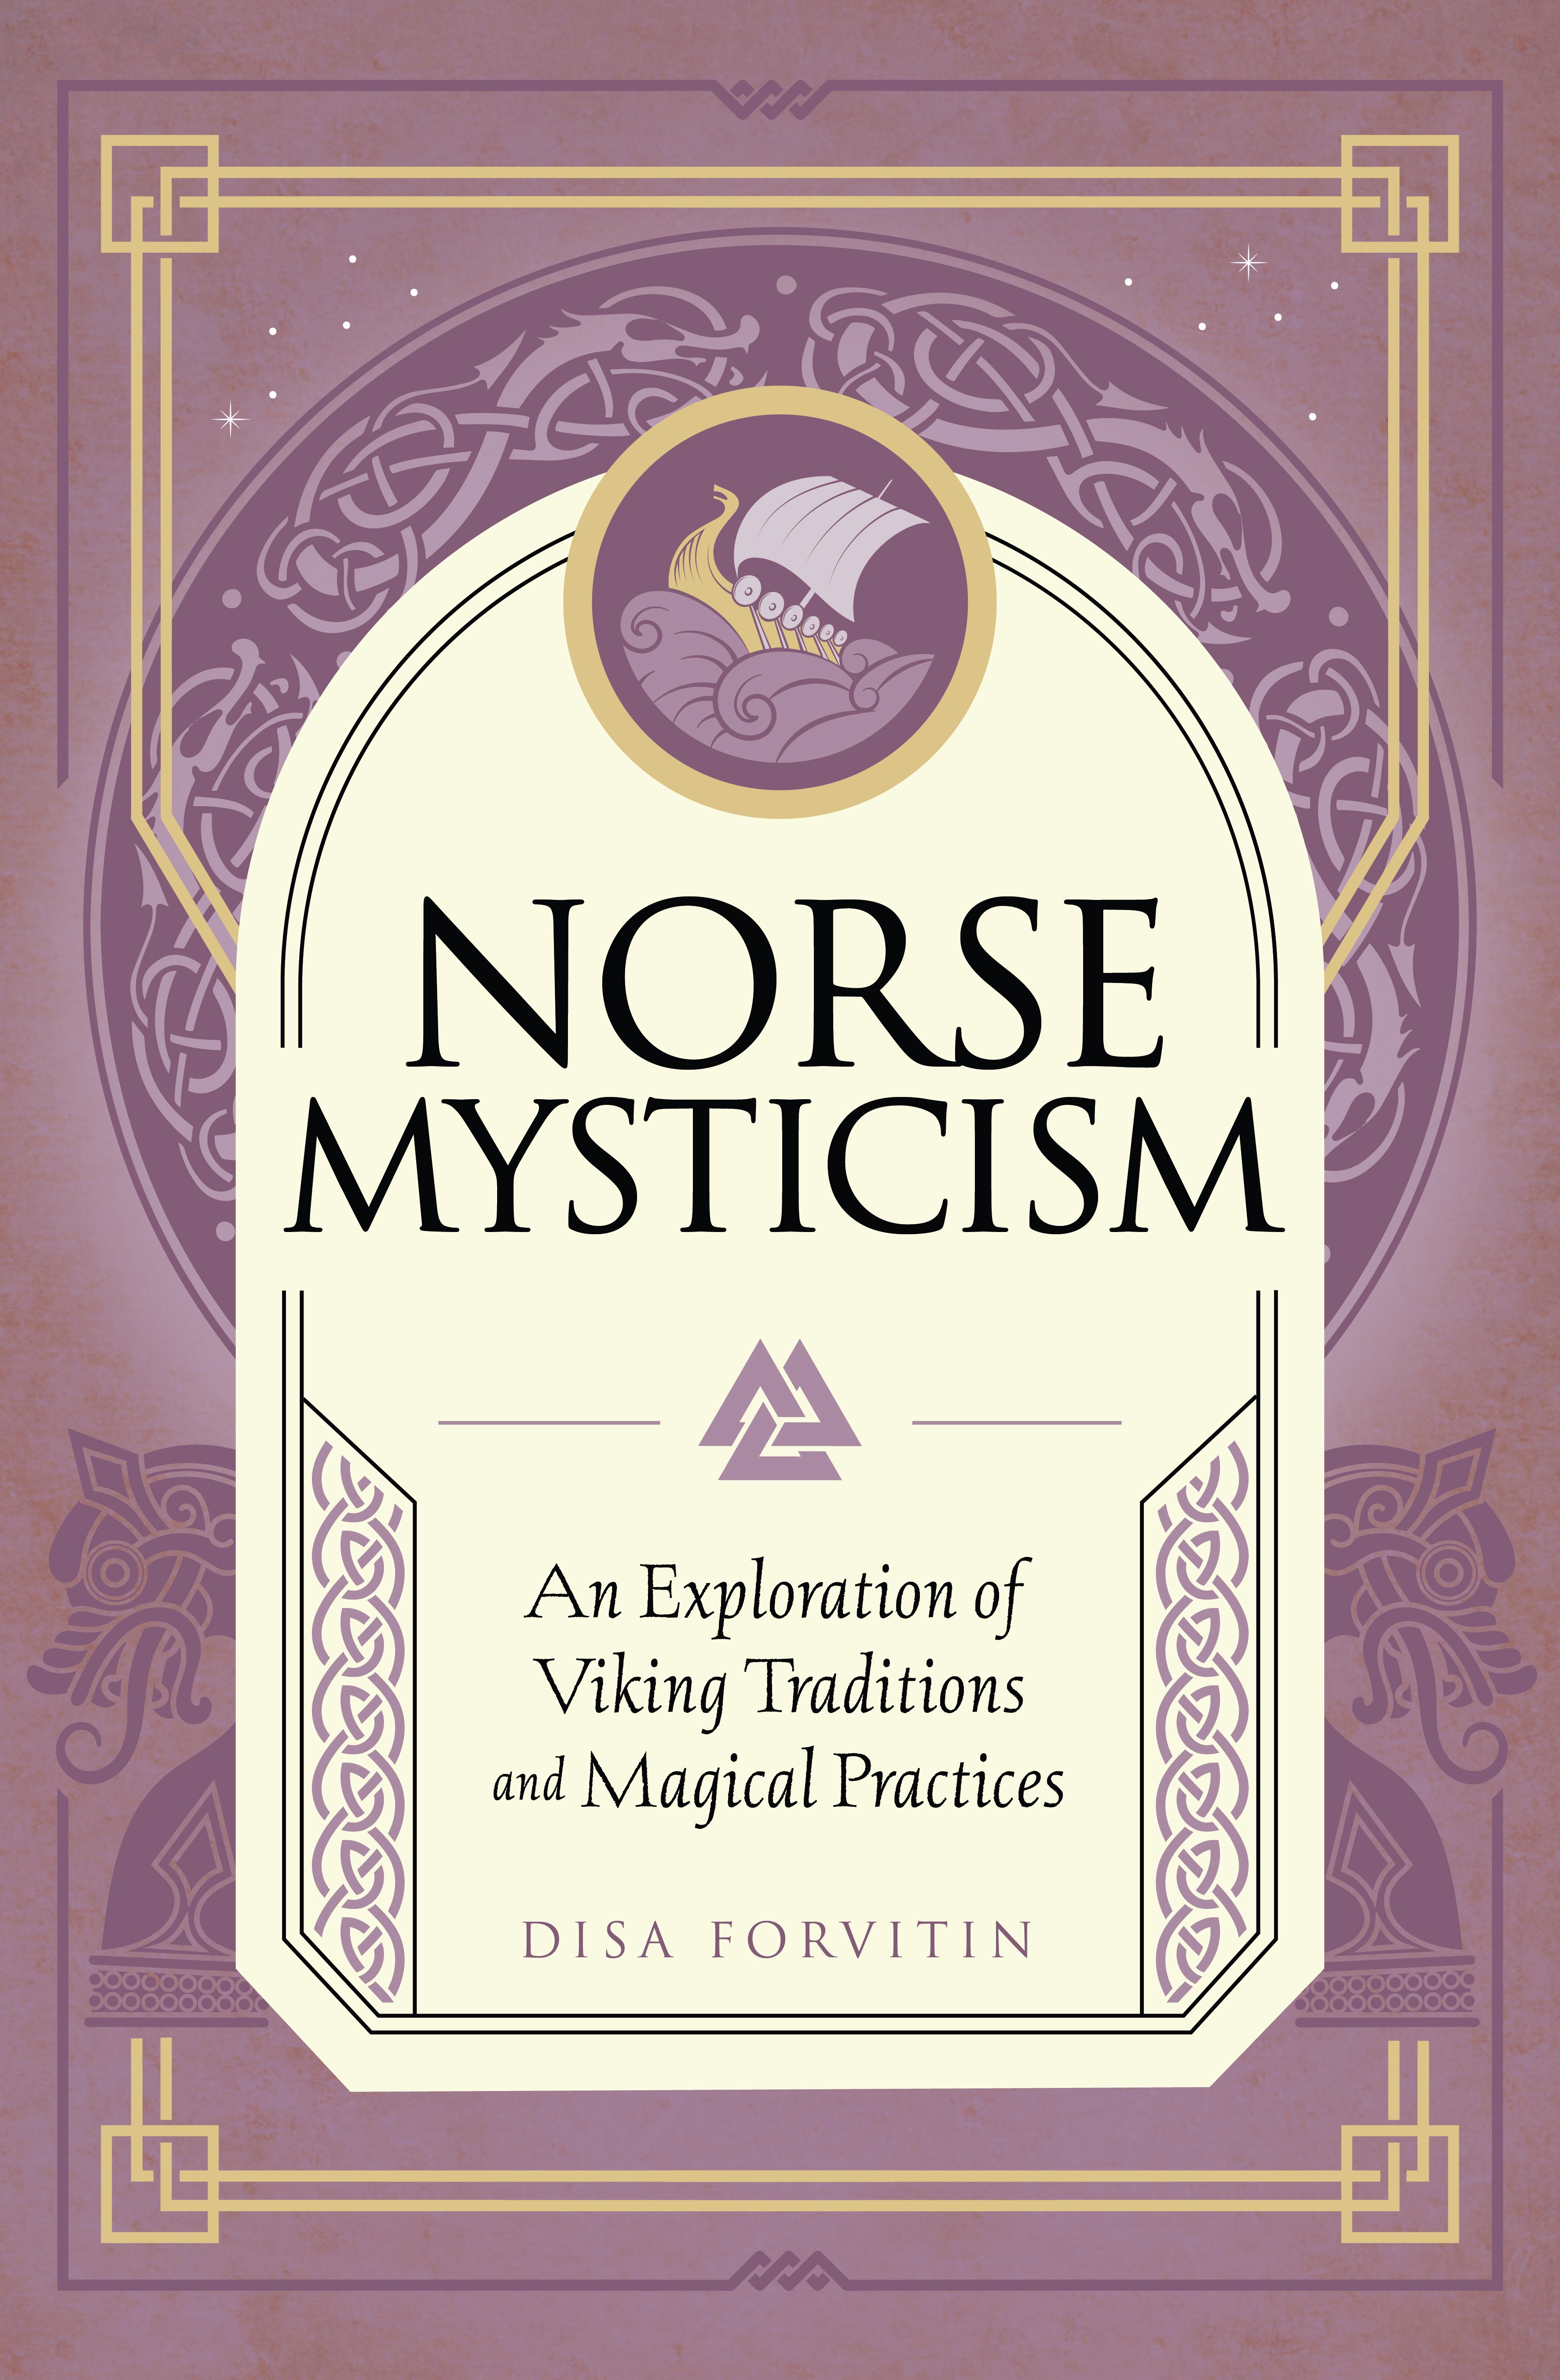 NORSE
MYSTICISM
An Exploration of
Viking Traditions
and Magical Practices
DISA FORVITIN